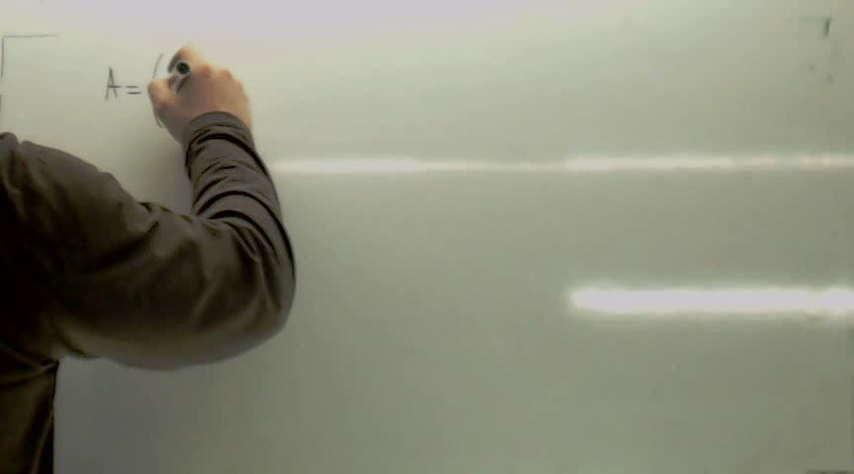 A = (